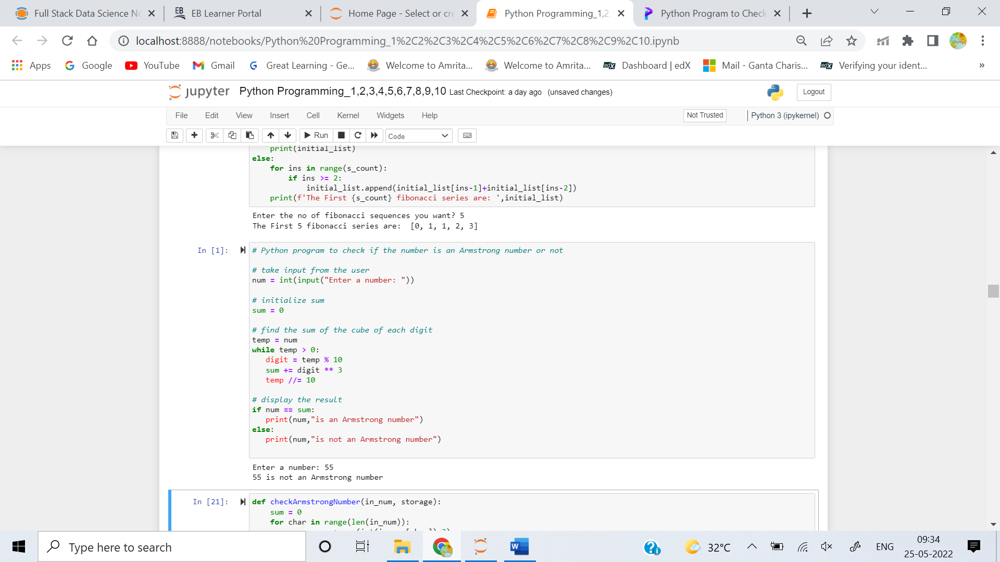 Full Stack Data Science No
EB Learner Portal
Home Page - Select or cre
Python Programming_1,2,
Python Program to Check
localhost:8888/notebooks/Python%20Programming_1%2C2%2C3%2C4%2C5%2C6%2C7%2C8%2C9%2C10.ipynb
Apps
Google
YouTube
Gmail
Great Learning - Ge...
Welcome to Amrita...
Welcome to Amrita...
edX Dashboard | edX
Mail - Ganta Charis...
edX Verifying your ident...
»
jupyter Python Programming_1,2,3,4,5,6,7,8,9,10 Last Checkpoint: a day ago (unsaved changes)
Logout
File Edit View Insert Cell Kernel Widgets Help
Not Trusted
Python 3 (ipykernel)
Run
Code
print(initial_list)
else:
for ins in range(s_count):
if ins >= 2:
initial_list.append(initial_list[ins-1]+initial_list[ins-2])
print(f'The First {s_count} fibonacci series are: ',initial_list)
Enter the no of fibonacci sequences you want? 5
The First 5 fibonacci series are:  [0, 1, 1, 2, 3]
In [1]:
# Python program to check if the number is an Armstrong number or not
# take input from the user
num = int(input("Enter a number: "))
# initialize sum
sum = 0
# find the sum of the cube of each digit
temp = num
while temp > 0:
digit = temp % 10
sum += digit ** 3
temp //= 10
# display the result
if num == sum:
print(num,"is an Armstrong number")
else:
print(num,"is not an Armstrong number")
Enter a number: 55
55 is not an Armstrong number
In [21]:
def checkArmstrongNumber(in_num, storage):
sum = 0
for char in range(len(in_num)):
Type here to search
32°C
ENG
09:34
25-05-2022